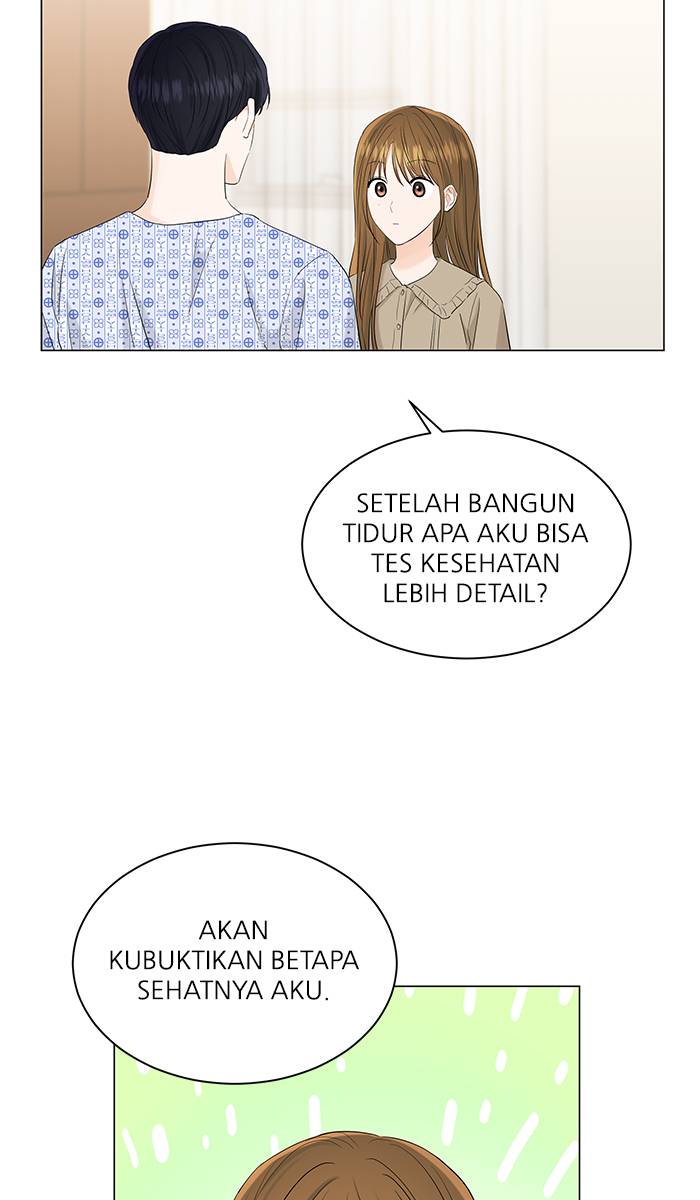 SETELAH BANGUN
TIDUR APA AKU BISA
TES KESEHATAN
LEBIH DETAIL?
AKAN
KUBUKTIKAN BETAPA
SEHATNYA AKU.